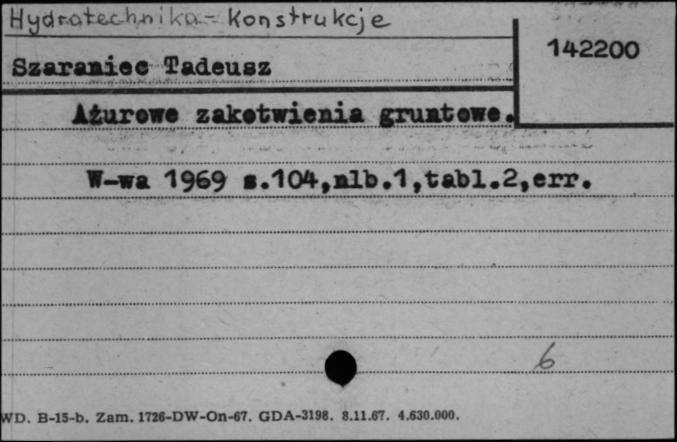 Hydrotechnika - Konstrukcje
142200
Szaraniec Tadeusz
Ażurowe zakotwienia gruntowe.
W-wa 1969 s.104,nlb.1,tabl.2,err.
6
WD. B-15-b. Zam. 1726-DW-On-67. GDA-3198. 8.11.67. 4.630.000.